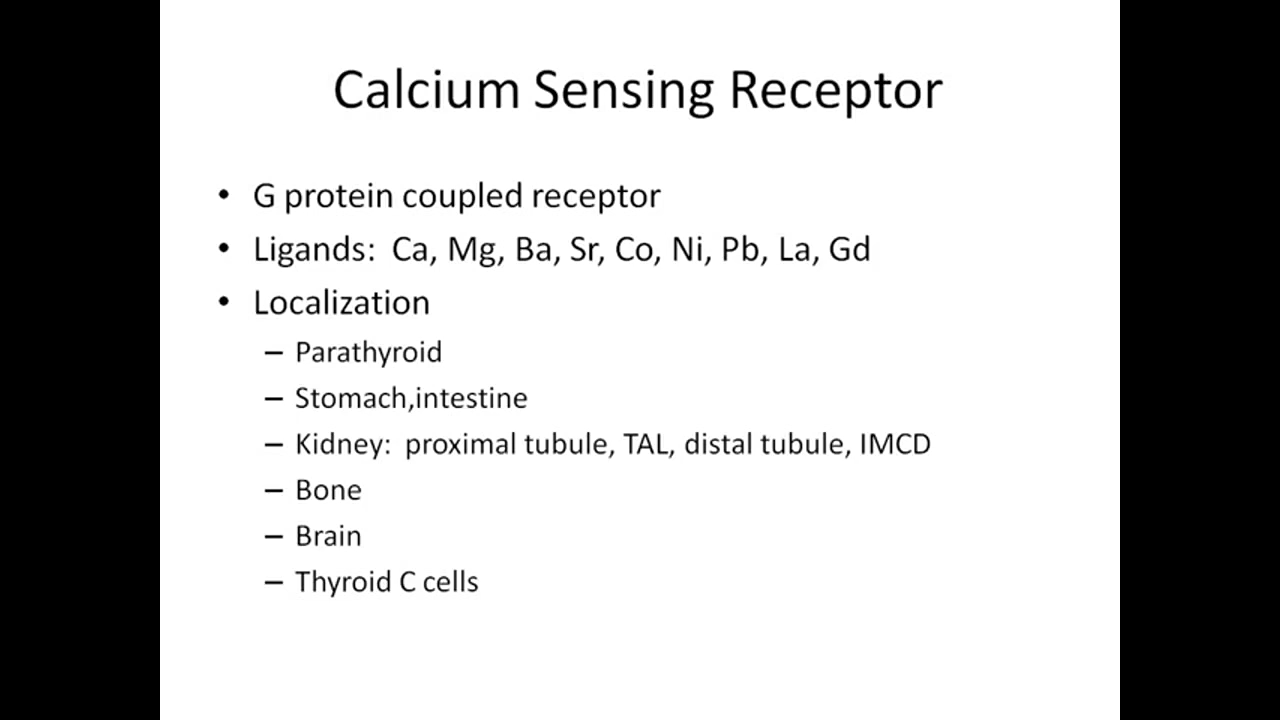 Calcium Sensing Receptor
• G protein coupled receptor
• Ligands:  Ca, Mg, Ba, Sr, Co, Ni, Pb, La, Gd
• Localization
– Parathyroid
– Stomach,intestine
– Kidney:  proximal tubule, TAL, distal tubule, IMCD
– Bone
– Brain
– Thyroid C cells